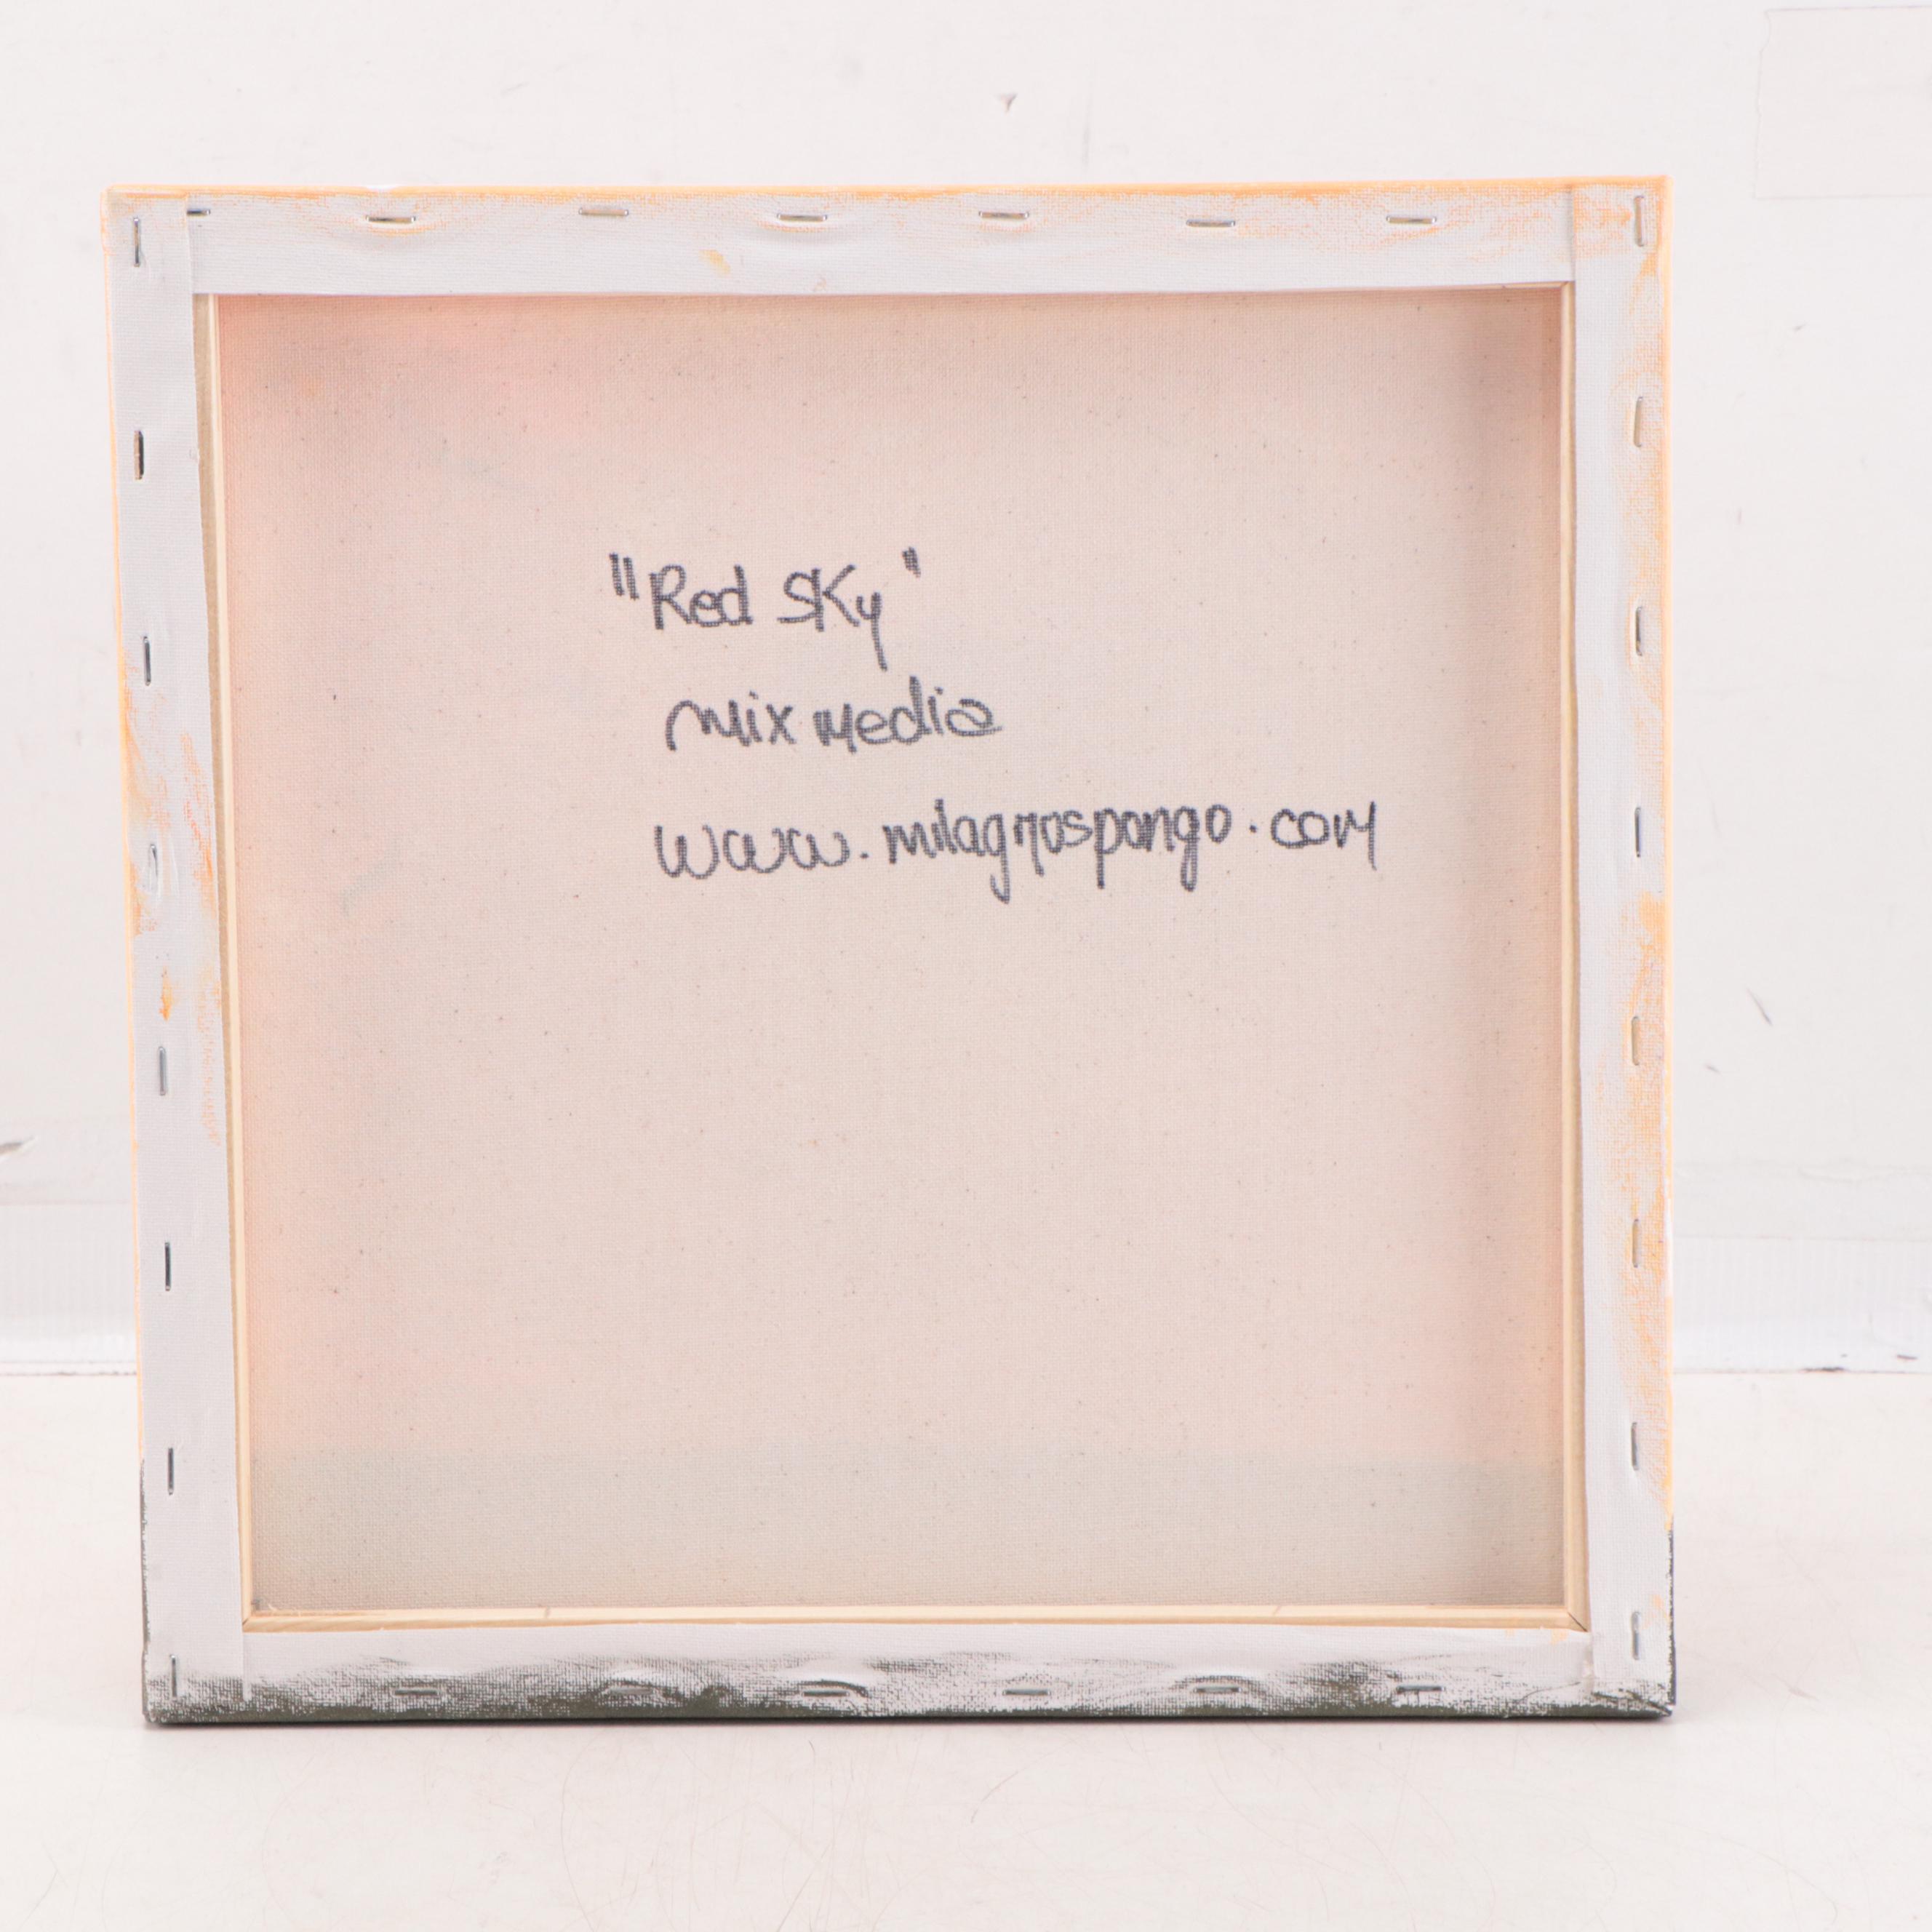 "Red Sky"
Mix Media
www.milagrospongo.com